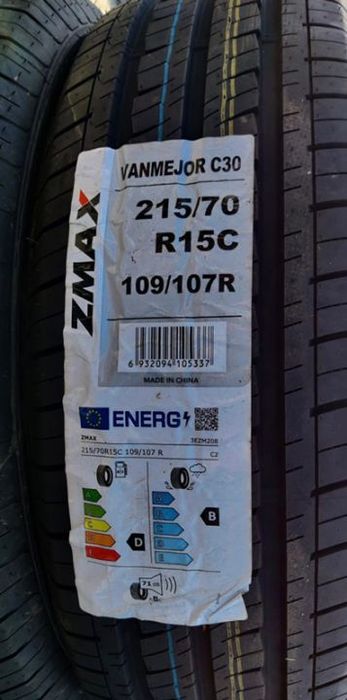 ZMAX
VANMEJOR C30
215/70
R15C
109/107R
6 932094 105337
MADE IN CHINA
ENERG
ZMAX
3EZM208
215/70R15C 109/107 R
C2
A
B
C
D
E
D
A
B
C
D
E
B
71 dB